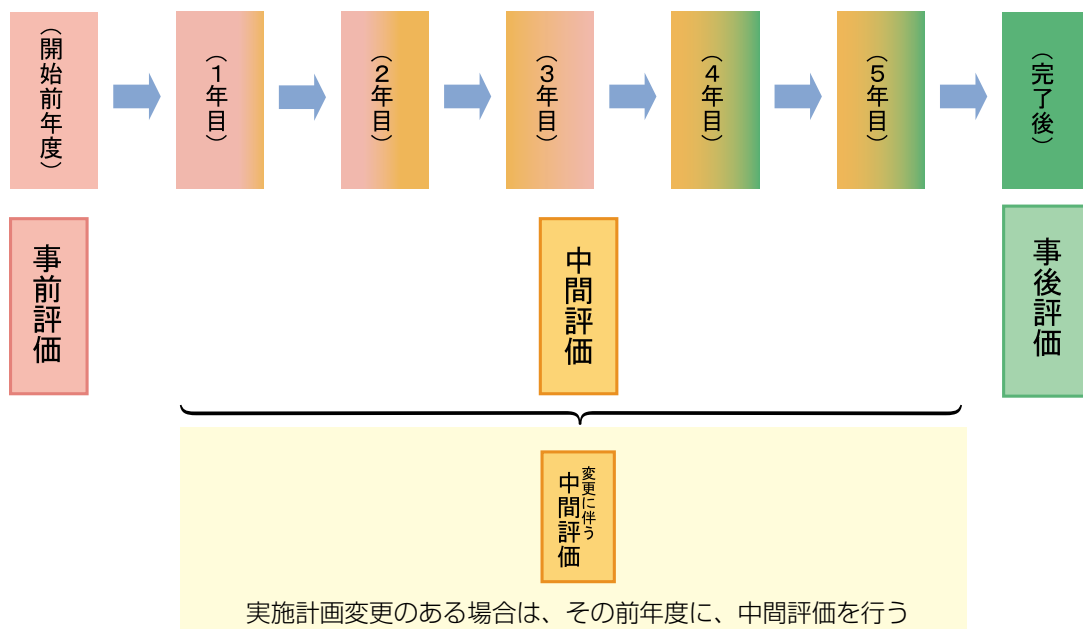 （開始前年度）
（１年目）
（２年目）
（３年目）
（４年目）
（５年目）
（完了後）
事前評価
中間評価
事後評価
変更に伴う
中間評価
実施計画変更のある場合は、その前年度に、中間評価を行う